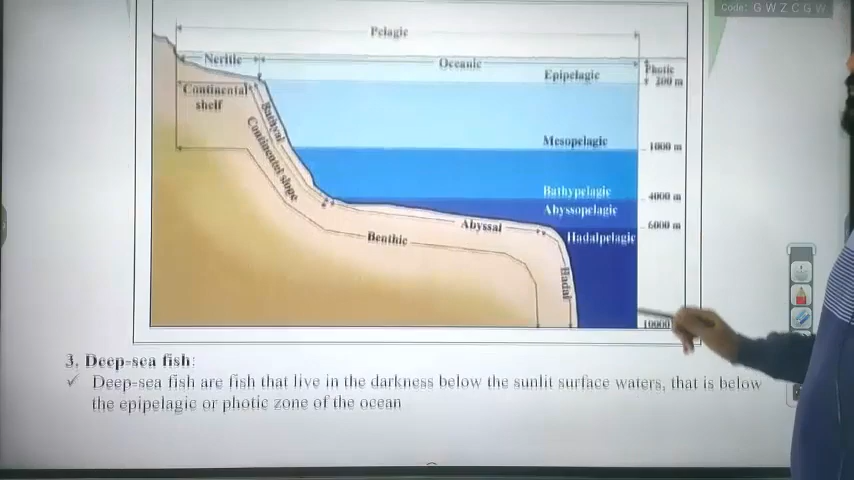 Code: G W Z C G W
Pelagic
Neritic
Oceanic
Photic
Epipelagic
200 m
Continental
shelf
Bathyal
Continental slope
Mesopelagic
1000 m
Bathypelagic
4000 m
Abyssopelagic
Abyssal
6000 m
Benthic
Hadalpelagic
Hadal
10000
3. Deep-sea fish:
✓ Deep-sea fish are fish that live in the darkness below the sunlit surface waters, that is below
the epipelagic or photic zone of the ocean